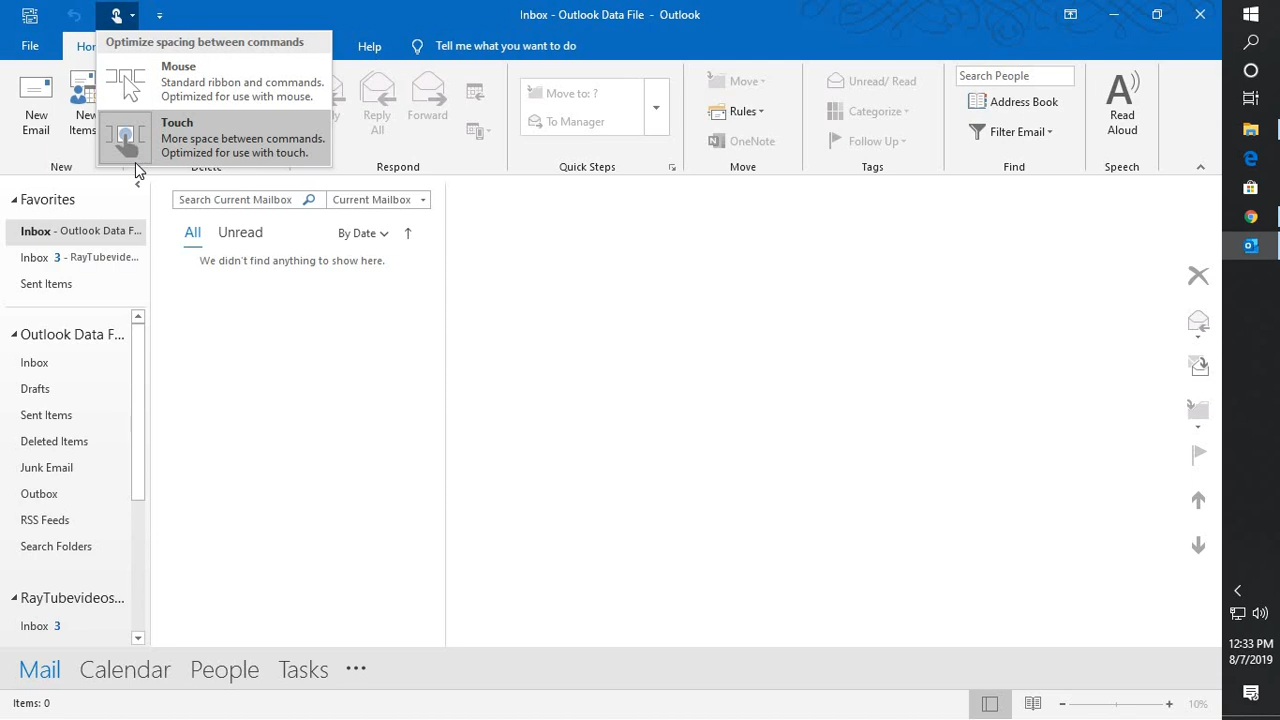 Inbox - Outlook Data File - Outlook
File
Hom
Help
Tell me what you want to do
Optimize spacing between commands
Mouse
Standard ribbon and commands.
Optimized for use with mouse.
Touch
More space between commands.
Optimized for use with touch.
New
Email
New
Items
New
Delete
Reply
All
Forward
Respond
Move to: ?
To Manager
Quick Steps
Move
Rules
OneNote
Move
Unread/ Read
Categorize
Follow Up
Tags
Search People
Address Book
Filter Email
Find
Read
Aloud
Speech
Favorites
Inbox - Outlook Data F...
Inbox 3 - RayTubevide...
Sent Items
Outlook Data F...
Inbox
Drafts
Sent Items
Deleted Items
Junk Email
Outbox
RSS Feeds
Search Folders
RayTubevideos...
Inbox 3
Search Current Mailbox
Current Mailbox
All
Unread
By Date
We didn't find anything to show here.
Mail
Calendar
People
Tasks
Items: 0
10%
12:33 PM
8/7/2019